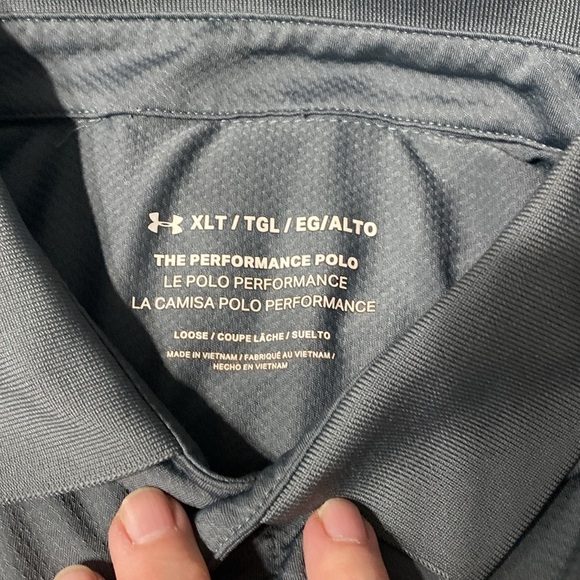 XLT / TGL / EG/ALTO
THE PERFORMANCE POLO
LE POLO PERFORMANCE
LA CAMISA POLO PERFORMANCE
LOOSE / COUPE LÂCHE / SUELTO
MADE IN VIETNAM / FABRIQUÉ AU VIETNAM /
HECHO EN VIETNAM